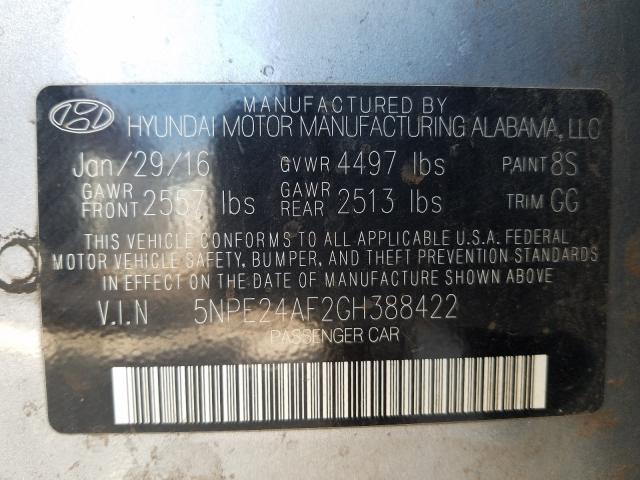 MANUFACTURED BY
HYUNDAI MOTOR MANUFACTURING ALABAMA, LLC
Jan/29/16 GVWR 4497 lbs PAINT 8S
GAWR FRONT 2557 lbs GAWR REAR 2513 lbs TRIM GG
THIS VEHICLE CONFORMS TO ALL APPLICABLE U.S.A. FEDERAL
MOTOR VEHICLE SAFETY, BUMPER, AND THEFT PREVENTION STANDARDS
IN EFFECT ON THE DATE OF MANUFACTURE SHOWN ABOVE
V.I.N 5NPE24AF2GH388422
PASSENGER CAR